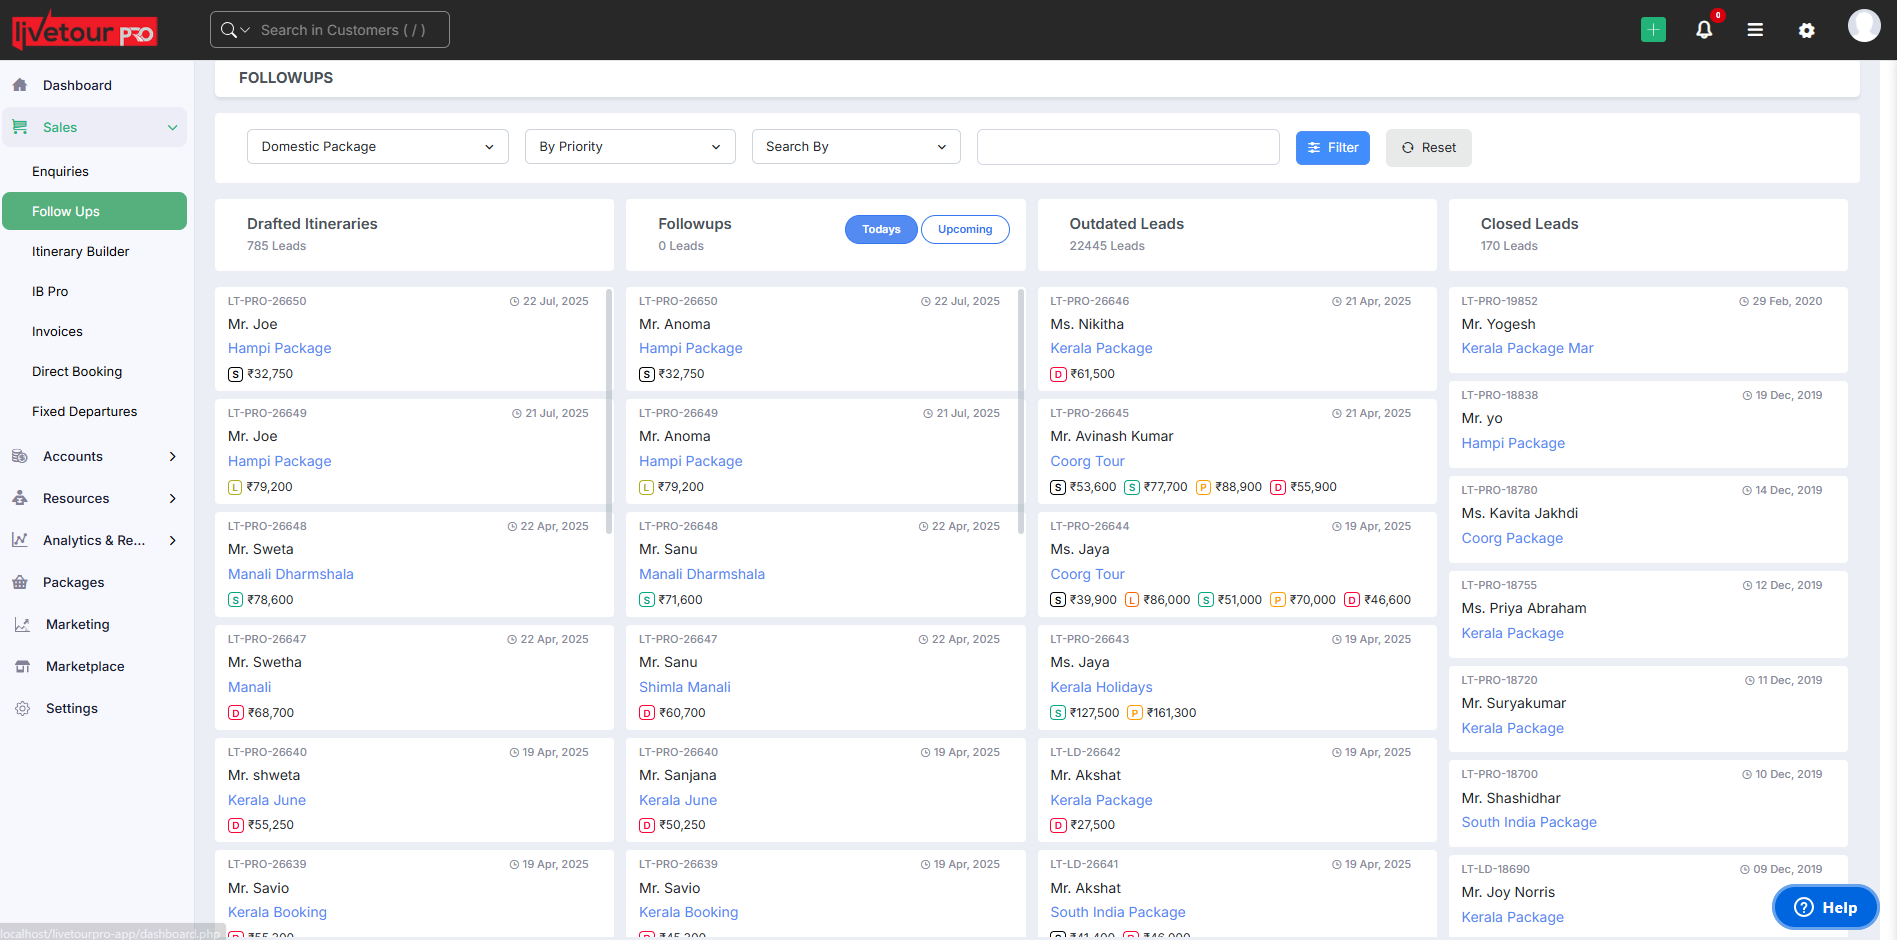 livetour PRO
Search in Customers ( / )
0
Dashboard
Sales
Enquiries
Follow Ups
Itinerary Builder
IB Pro
Invoices
Direct Booking
Fixed Departures
Accounts
Resources
Analytics & Re...
Packages
Marketing
Marketplace
Settings
FOLLOWUPS
Domestic Package
By Priority
Search By
Filter
Reset
Drafted Itineraries
785 Leads
LT-PRO-26650 22 Jul, 2025
Mr. Joe
Hampi Package
S ₹32,750
LT-PRO-26649 21 Jul, 2025
Mr. Joe
Hampi Package
L ₹79,200
LT-PRO-26648 22 Apr, 2025
Mr. Sweta
Manali Dharmshala
S ₹78,600
LT-PRO-26647 22 Apr, 2025
Mr. Swetha
Manali
D ₹68,700
LT-PRO-26640 19 Apr, 2025
Mr. shweta
Kerala June
D ₹55,250
LT-PRO-26639 19 Apr, 2025
Mr. Savio
Kerala Booking
Followups
0 Leads
Todays
Upcoming
LT-PRO-26650 22 Jul, 2025
Mr. Anoma
Hampi Package
S ₹32,750
LT-PRO-26649 21 Jul, 2025
Mr. Anoma
Hampi Package
L ₹79,200
LT-PRO-26648 22 Apr, 2025
Mr. Sanu
Manali Dharmshala
S ₹71,600
LT-PRO-26647 22 Apr, 2025
Mr. Sanu
Shimla Manali
D ₹60,700
LT-PRO-26640 19 Apr, 2025
Mr. Sanjana
Kerala June
D ₹50,250
LT-PRO-26639 19 Apr, 2025
Mr. Savio
Kerala Booking
Outdated Leads
22445 Leads
LT-PRO-26646 21 Apr, 2025
Ms. Nikitha
Kerala Package
D ₹61,500
LT-PRO-26645 21 Apr, 2025
Mr. Avinash Kumar
Coorg Tour
S ₹53,600 S ₹77,700 P ₹88,900 D ₹55,900
LT-PRO-26644 19 Apr, 2025
Ms. Jaya
Coorg Tour
S ₹39,900 L ₹86,000 S ₹51,000 P ₹70,000 D ₹46,600
LT-PRO-26643 19 Apr, 2025
Ms. Jaya
Kerala Holidays
S ₹127,500 P ₹161,300
LT-LD-26642 19 Apr, 2025
Mr. Akshat
Kerala Package
D ₹27,500
LT-LD-26641 19 Apr, 2025
Mr. Akshat
South India Package
Closed Leads
170 Leads
LT-PRO-19852 29 Feb, 2020
Mr. Yogesh
Kerala Package Mar
LT-PRO-18838 19 Dec, 2019
Mr. yo
Hampi Package
LT-PRO-18780 14 Dec, 2019
Ms. Kavita Jakhdi
Coorg Package
LT-PRO-18755 12 Dec, 2019
Ms. Priya Abraham
Kerala Package
LT-PRO-18720 11 Dec, 2019
Mr. Suryakumar
Kerala Package
LT-PRO-18700 10 Dec, 2019
Mr. Shashidhar
South India Package
LT-LD-18690 09 Dec, 2019
Mr. Joy Norris
Kerala Package
Help
localhost/livetourpro-app/dashboard.php